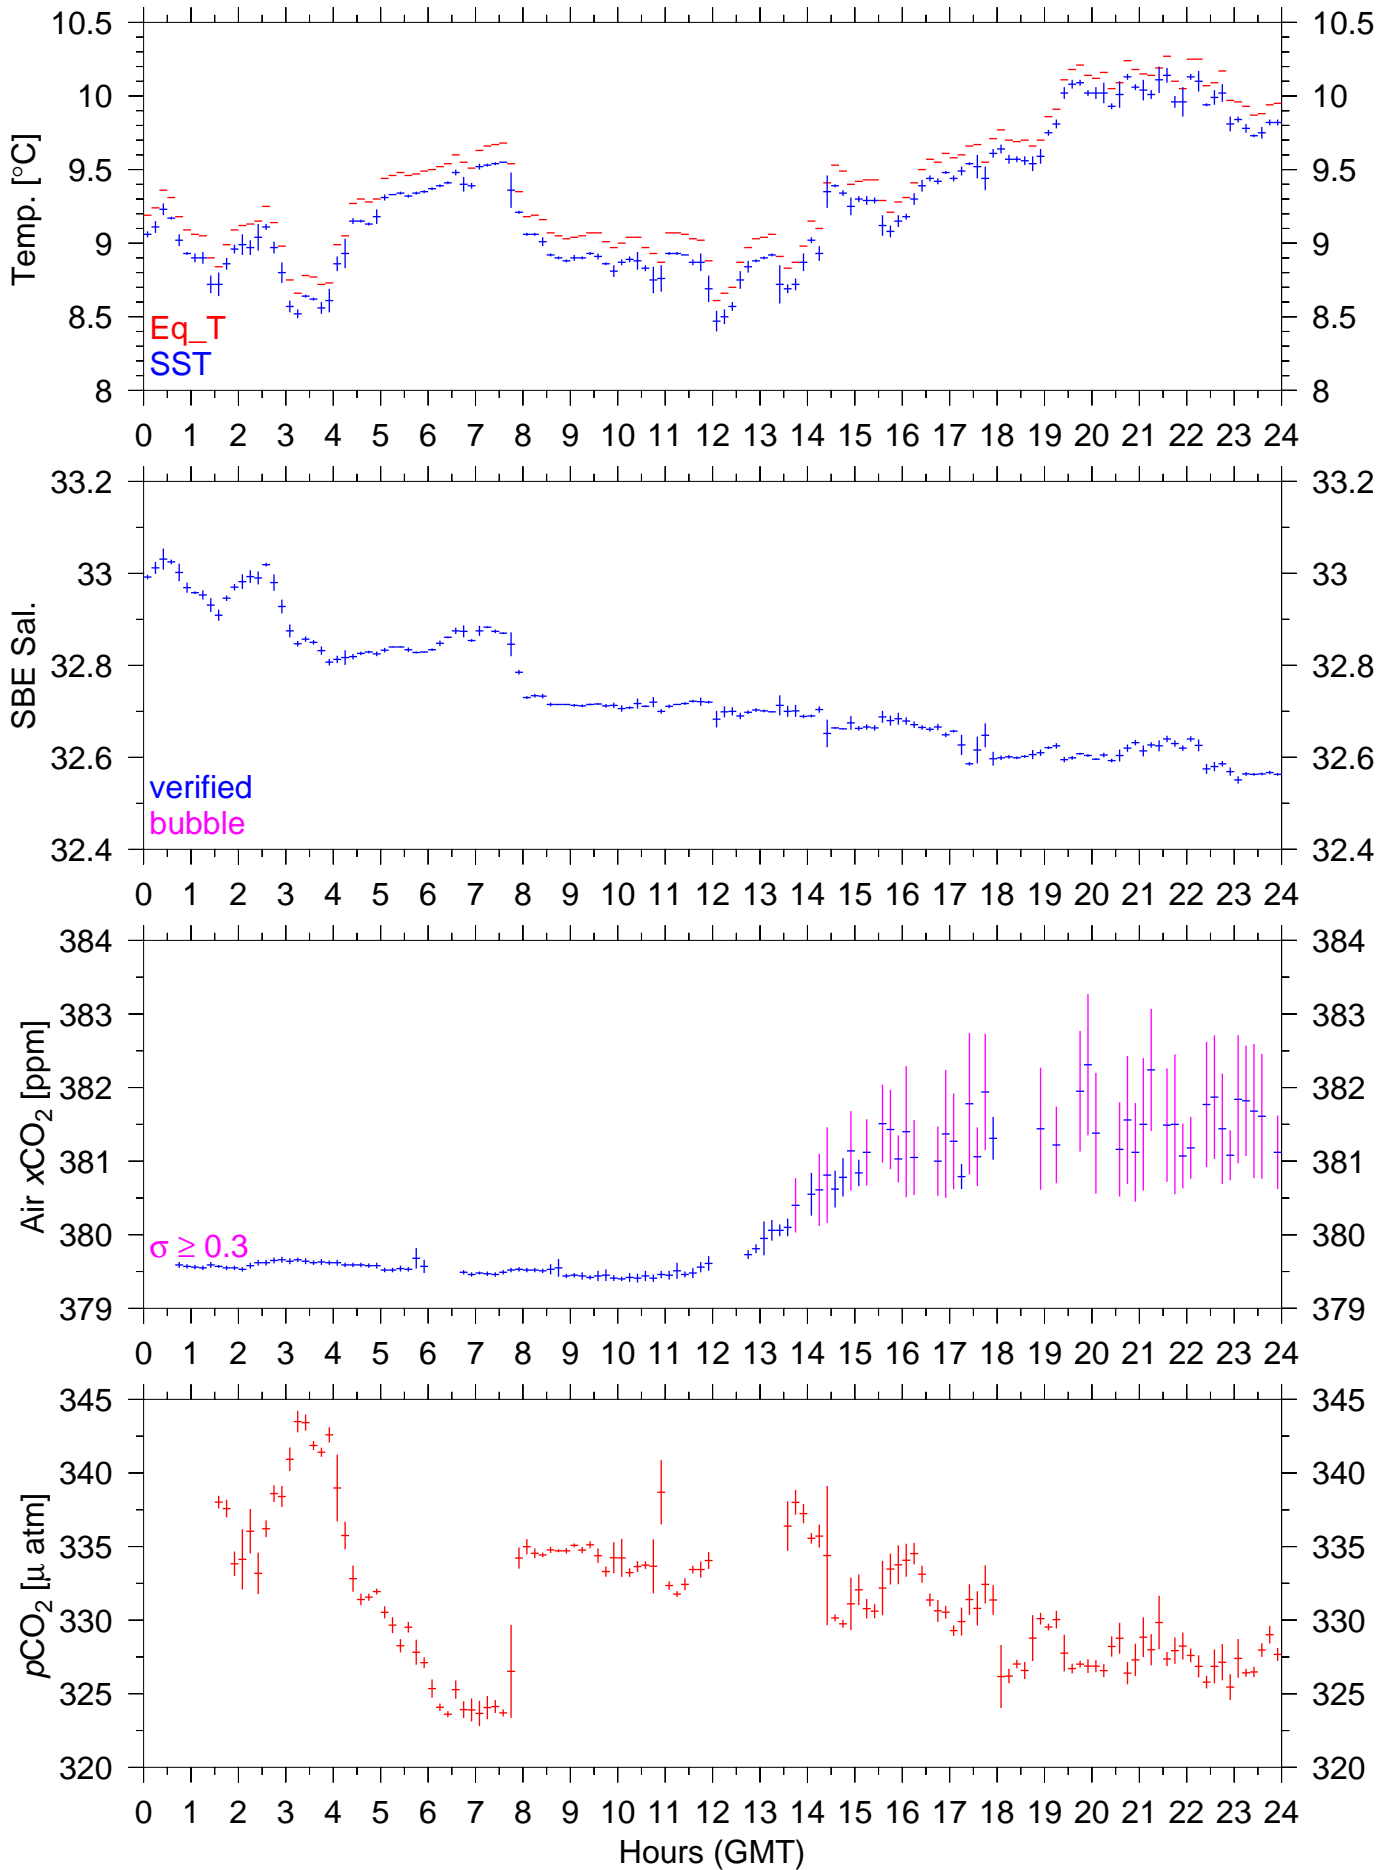 10.5 10.5
10 10
9.5 9.5
9 9
8.5 8.5
8 8
Temp. [°C]
Eq_T
SST
0 1 2 3 4 5 6 7 8 9 10 11 12 13 14 15 16 17 18 19 20 21 22 23 24
33.2 33.2
33 33
32.8 32.8
32.6 32.6
32.4 32.4
SBE Sal.
verified
bubble
0 1 2 3 4 5 6 7 8 9 10 11 12 13 14 15 16 17 18 19 20 21 22 23 24
384 384
383 383
382 382
381 381
380 380
379 379
Air xCO₂ [ppm]
σ ≥ 0.3
0 1 2 3 4 5 6 7 8 9 10 11 12 13 14 15 16 17 18 19 20 21 22 23 24
345 345
340 340
335 335
330 330
325 325
320 320
pCO₂ [μ atm]
0 1 2 3 4 5 6 7 8 9 10 11 12 13 14 15 16 17 18 19 20 21 22 23 24
Hours (GMT)